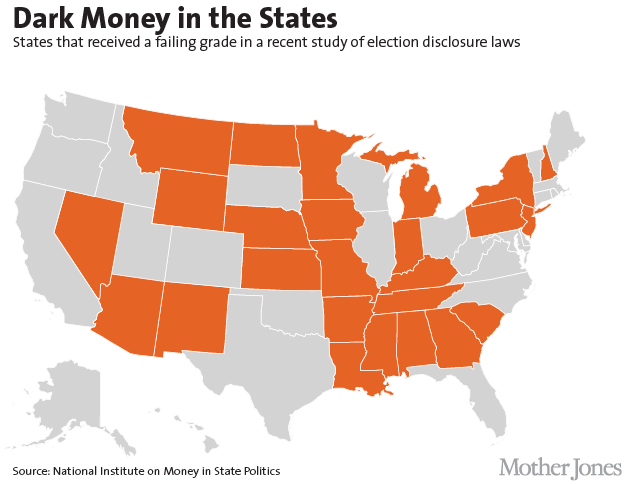 Dark Money in the States
States that received a failing grade in a recent study of election disclosure laws
Source: National Institute on Money in State Politics
Mother Jones